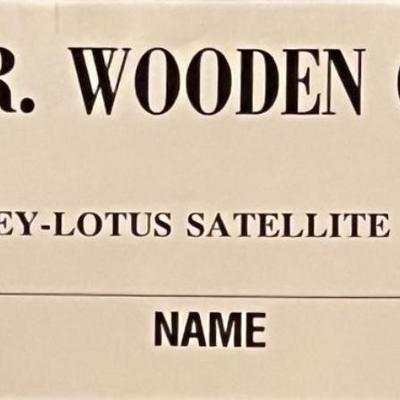 R. WOODEN
EY-LOTUS SATELLITE
NAME